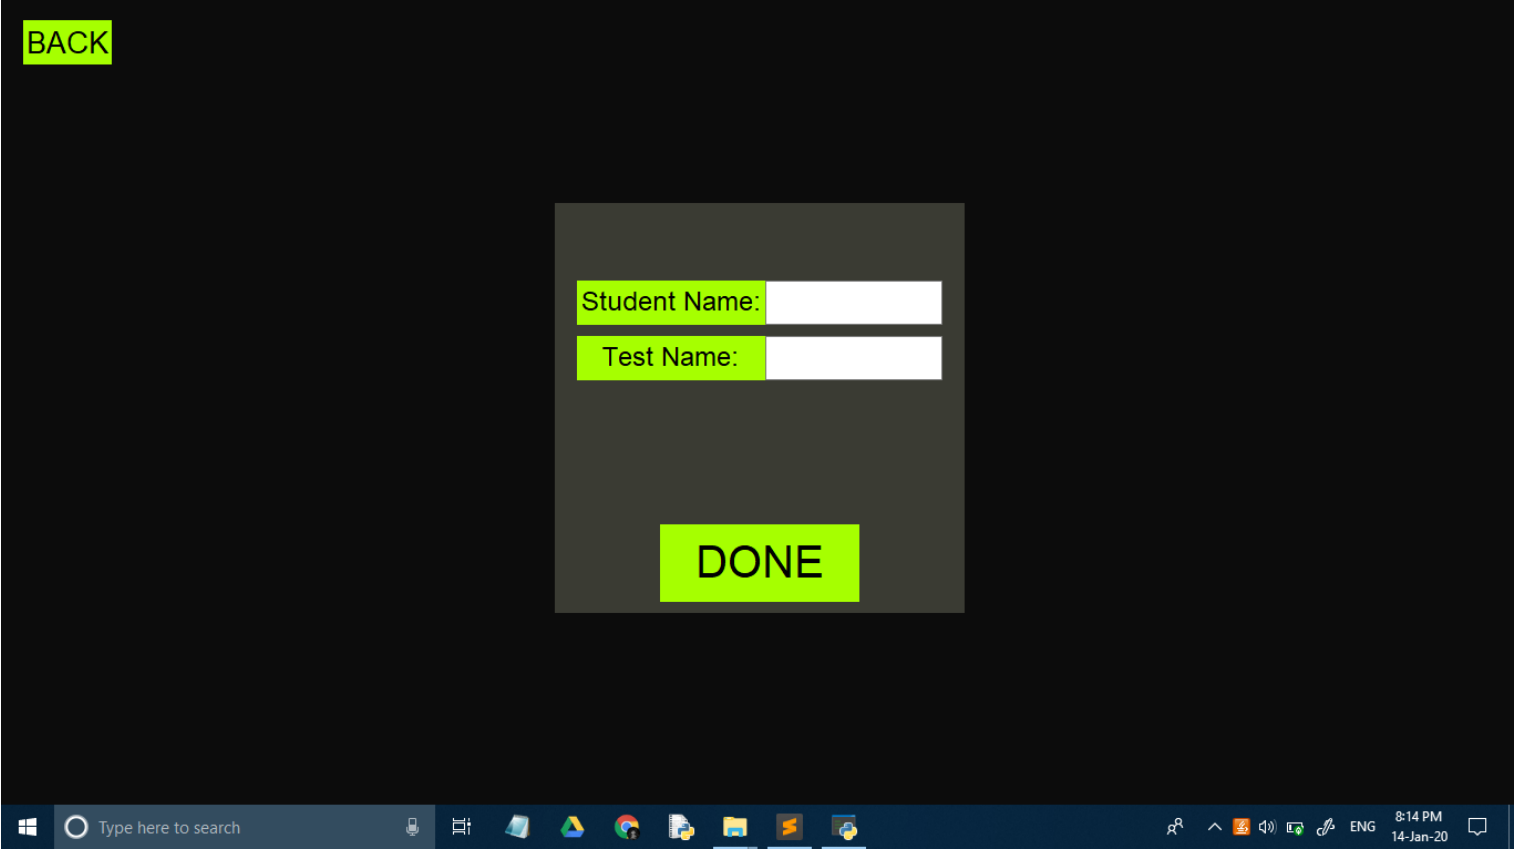 BACK
Student Name:
Test Name:
DONE
Type here to search
ENG
8:14 PM
14-Jan-20